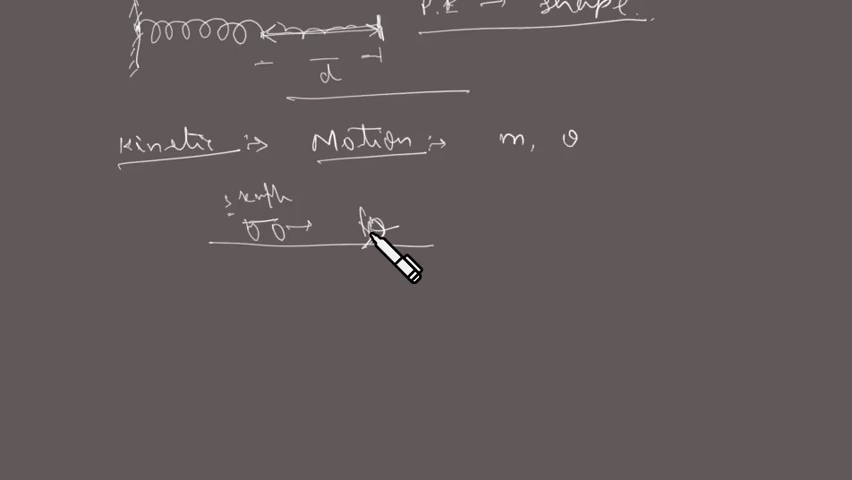 P.E → shape.
d
Kinetic :→ Motion :→ m, v